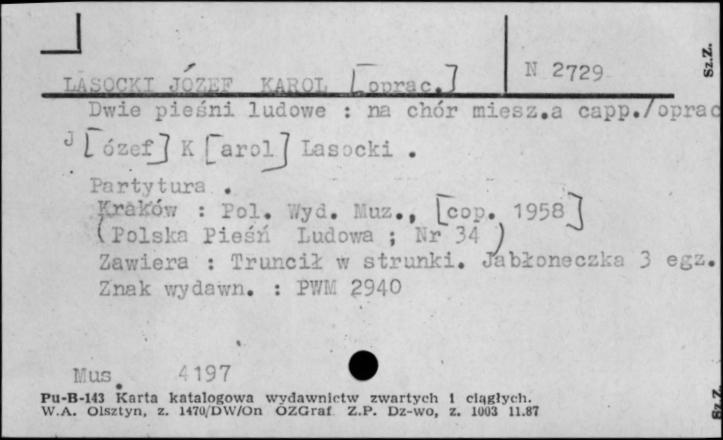 N 2729
Sz.Z.
LASOCKI JÓZEF KAROL [oprac.]
Dwie pieśni ludowe : na chór miesz.a capp./oprac
J[ózef] K[arol] Lasocki .
Partytura .
Kraków : Pol. Wyd. Muz., [cop. 1958]
(Polska Pieśń Ludowa ; Nr 34 )
Zawiera : Truncił w strunki. Jabłoneczka 3 egz.
Znak wydawn. : PWM 2940
Mus. 4197
Pu-B-143 Karta katalogowa wydawnictw zwartych i ciągłych.
W.A. Olsztyn, z. 1470/DW/On OZGraf Z.P. Dz-wo, z. 1003 11.87
Sz.Z.